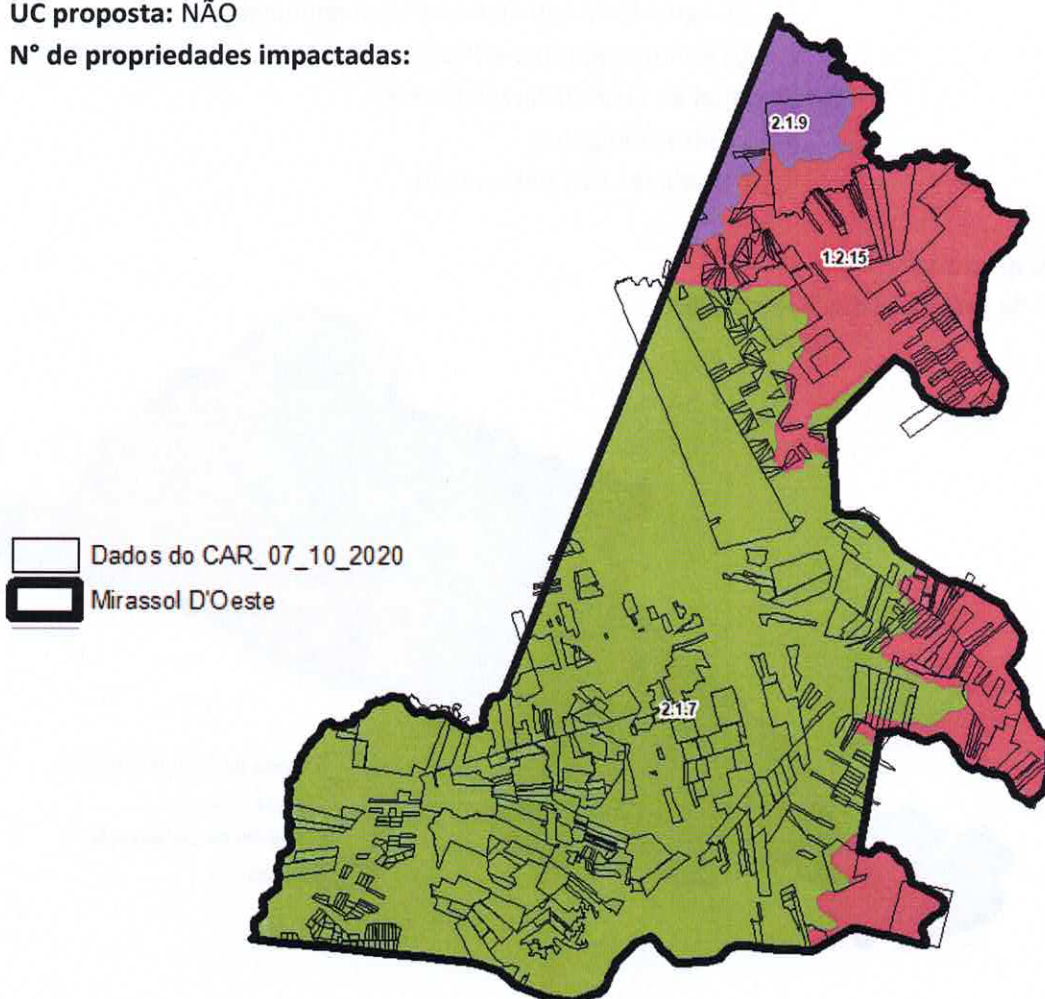 UC proposta: NÃO
N° de propriedades impactadas:
2.1.9
1.2.15
Dados do CAR_07_10_2020
Mirassol D'Oeste
2.1.7